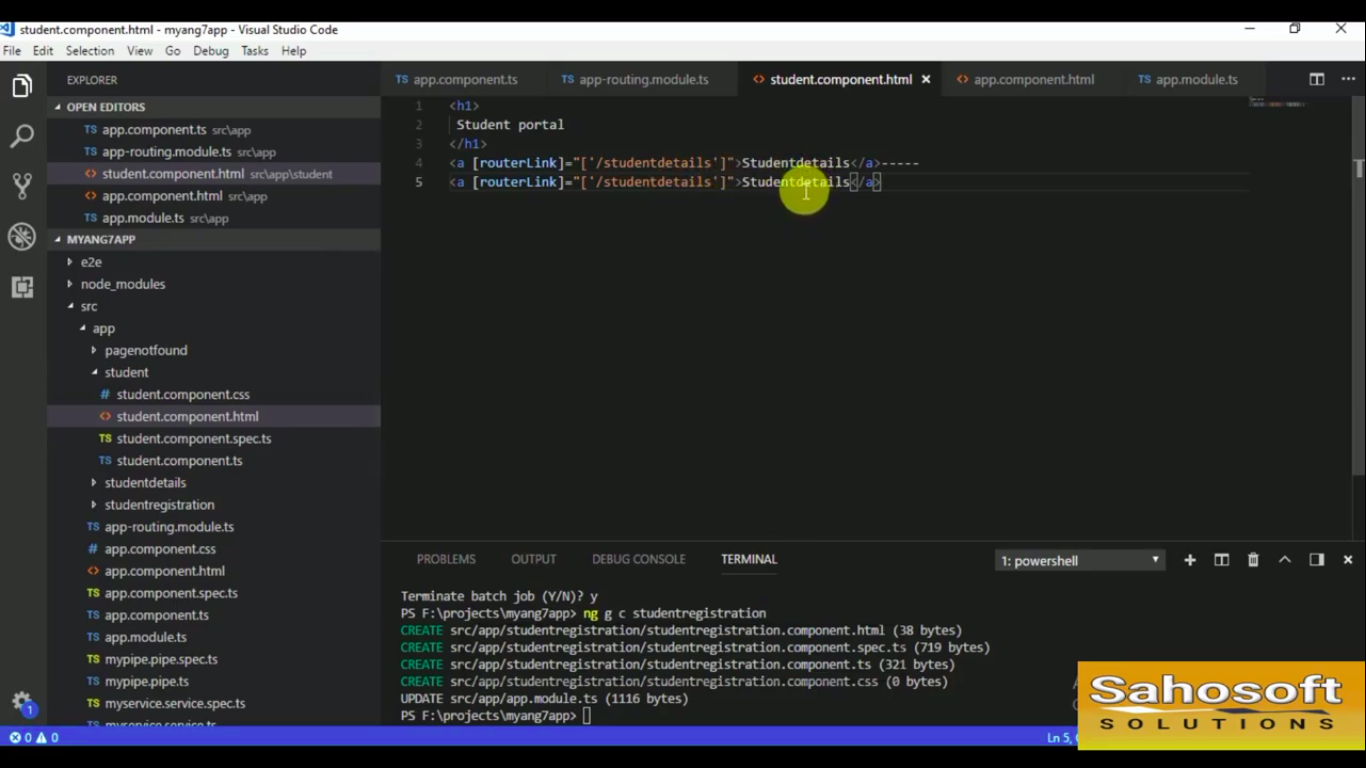 student.component.html - myang7app - Visual Studio Code
File Edit Selection View Go Debug Tasks Help
EXPLORER
OPEN EDITORS
TS app.component.ts src\app
TS app-routing.module.ts src\app
<> student.component.html src\app\student
<> app.component.html src\app
TS app.module.ts src\app
MYANG7APP
e2e
node_modules
src
app
pagenotfound
student
# student.component.css
<> student.component.html
TS student.component.spec.ts
TS student.component.ts
studentdetails
studentregistration
TS app-routing.module.ts
# app.component.css
<> app.component.html
TS app.component.spec.ts
TS app.component.ts
TS app.module.ts
TS mypipe.pipe.spec.ts
TS mypipe.pipe.ts
TS myservice.service.spec.ts
TS myservice.service.ts
TS app.component.ts TS app-routing.module.ts <> student.component.html × <> app.component.html TS app.module.ts
1 <h1>
2 Student portal
3 </h1>
4 <a [routerLink]="['/studentdetails']">Studentdetails</a>-----
5 <a [routerLink]="['/studentdetails']">Studentdetails</a>
PROBLEMS OUTPUT DEBUG CONSOLE TERMINAL 1: powershell
Terminate batch job (Y/N)? y
PS F:\projects\myang7app> ng g c studentregistration
CREATE src/app/studentregistration/studentregistration.component.html (38 bytes)
CREATE src/app/studentregistration/studentregistration.component.spec.ts (719 bytes)
CREATE src/app/studentregistration/studentregistration.component.ts (321 bytes)
CREATE src/app/studentregistration/studentregistration.component.css (0 bytes)
UPDATE src/app/app.module.ts (1116 bytes)
PS F:\projects\myang7app>
1
0 0
Ln 5,
Sahosoft
SOLUTIONS